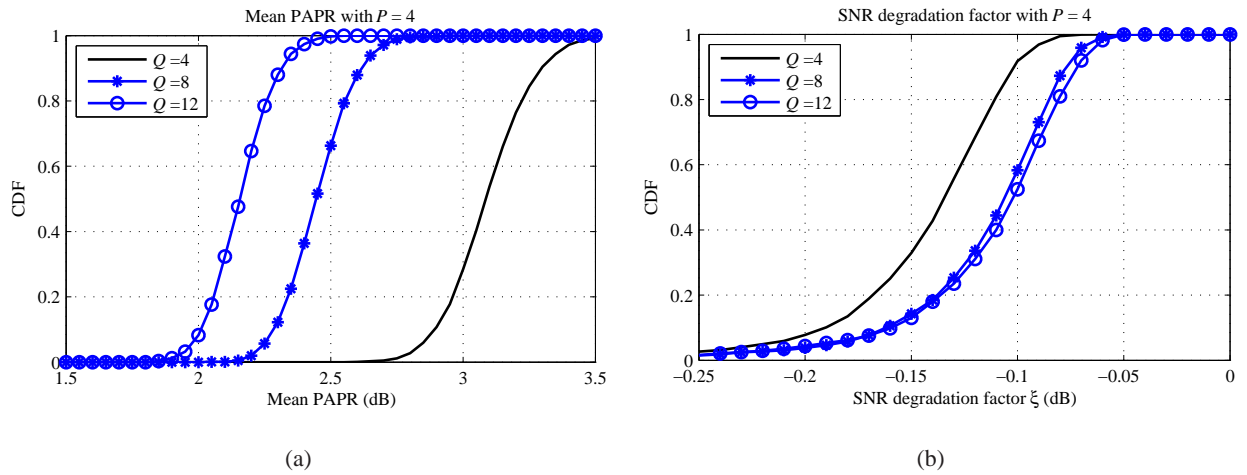 Mean PAPR with P = 4
Q =4
Q =8
Q =12
CDF
1
0.8
0.6
0.4
0.2
0
1.5 2 2.5 3 3.5
Mean PAPR (dB)
(a)
SNR degradation factor with P = 4
Q =4
Q =8
Q =12
CDF
1
0.8
0.6
0.4
0.2
0
−0.25 −0.2 −0.15 −0.1 −0.05 0
SNR degradation factor ξ (dB)
(b)